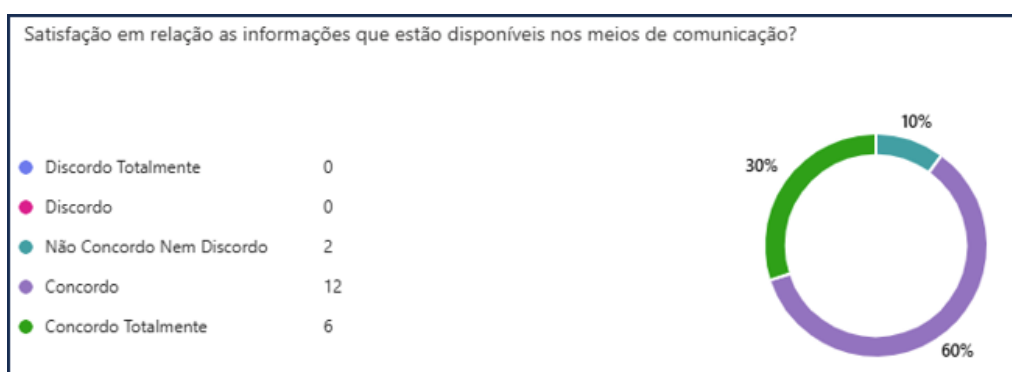 Satisfação em relação as informações que estão disponíveis nos meios de comunicação?
10%
30%
Discordo Totalmente 0
Discordo 0
Não Concordo Nem Discordo 2
Concordo 12
Concordo Totalmente 6
60%